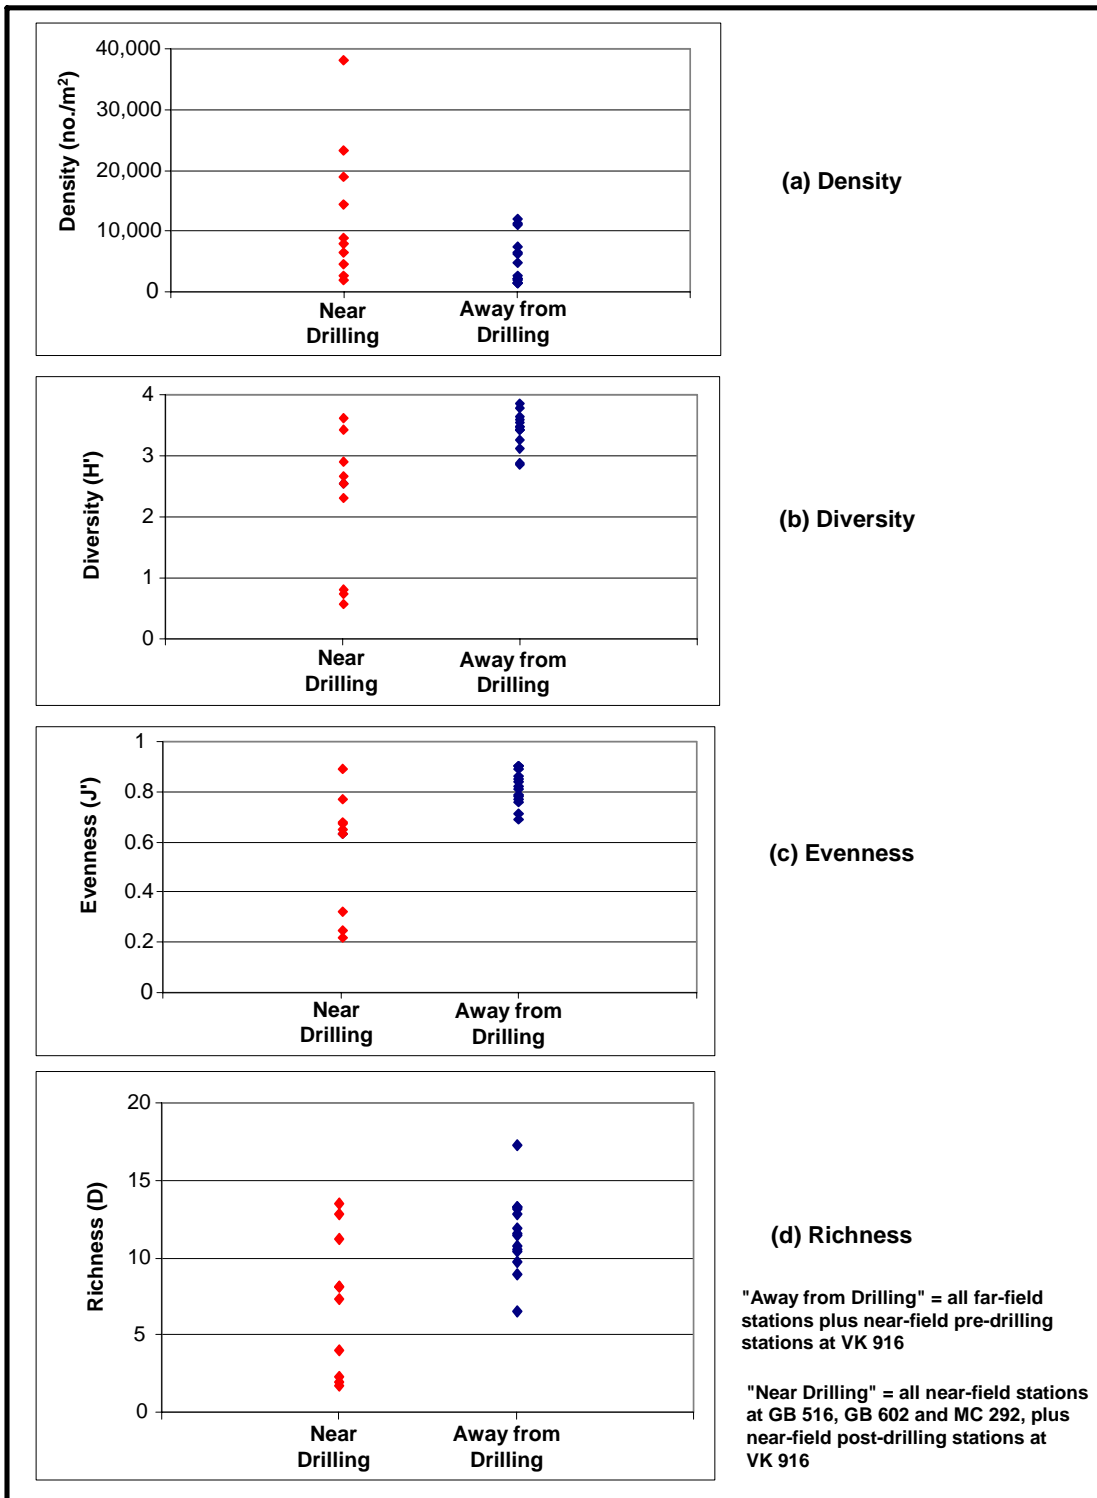 40,000
30,000
20,000
10,000
0
Density (no./m²)
Near
Drilling
Away from
Drilling
(a) Density
4
3
2
1
0
Diversity (H')
Near
Drilling
Away from
Drilling
(b) Diversity
1
0.8
0.6
0.4
0.2
0
Evenness (J')
Near
Drilling
Away from
Drilling
(c) Evenness
20
15
10
5
0
Richness (D)
Near
Drilling
Away from
Drilling
(d) Richness
"Away from Drilling" = all far-field
stations plus near-field pre-drilling
stations at VK 916
"Near Drilling" = all near-field stations
at GB 516, GB 602 and MC 292, plus
near-field post-drilling stations at
VK 916